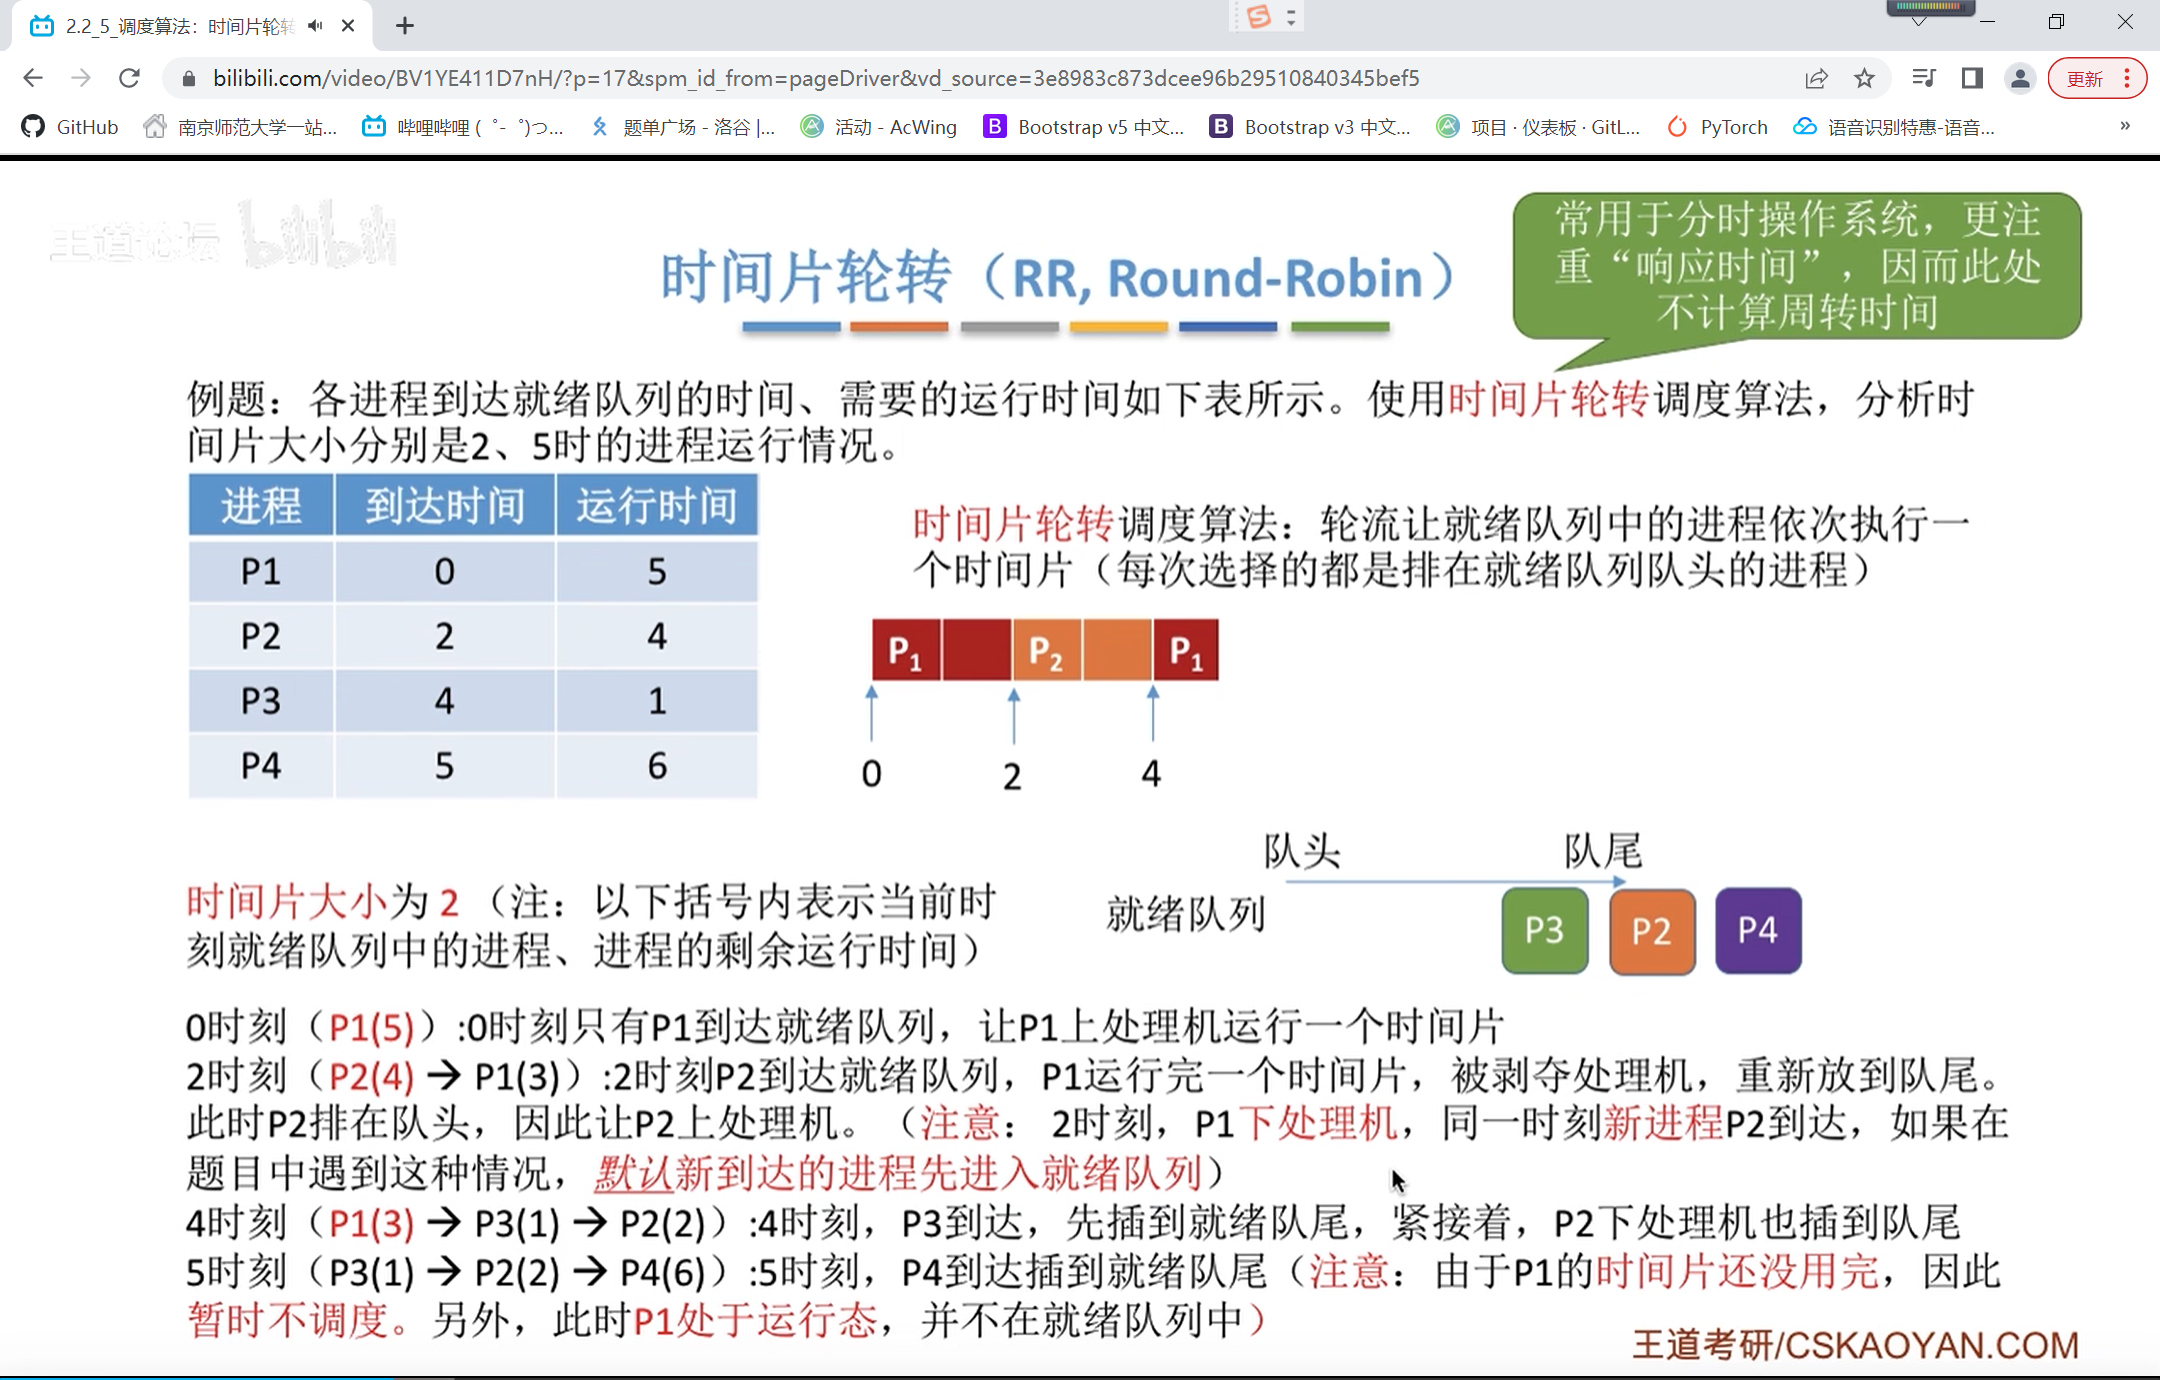 2.2_5_调度算法：时间片轮转
bilibili.com/video/BV1YE411D7nH/?p=17&spm_id_from=pageDriver&vd_source=3e8983c873dcee96b29510840345bef5
更新
GitHub
南京师范大学一站...
哔哩哔哩 (゜-゜)つ...
题单广场 - 洛谷 |...
活动 - AcWing
Bootstrap v5 中文...
Bootstrap v3 中文...
项目 · 仪表板 · GitL...
PyTorch
语音识别特惠-语音...
»
王道论坛 bilibili
常用于分时操作系统，更注
重“响应时间”，因而此处
不计算周转时间
时间片轮转（RR, Round-Robin）
例题：各进程到达就绪队列的时间、需要的运行时间如下表所示。使用时间片轮转调度算法，分析时
间片大小分别是2、5时的进程运行情况。
进程 到达时间 运行时间
P1 0 5
P2 2 4
P3 4 1
P4 5 6
时间片轮转调度算法：轮流让就绪队列中的进程依次执行一
个时间片（每次选择的都是排在就绪队列队头的进程）
P1 P2 P1
0 2 4
队头 队尾
就绪队列 P3 P2 P4
时间片大小为 2（注：以下括号内表示当前时
刻就绪队列中的进程、进程的剩余运行时间）
0时刻（P1(5)）:0时刻只有P1到达就绪队列，让P1上处理机运行一个时间片
2时刻（P2(4) → P1(3)）:2时刻P2到达就绪队列，P1运行完一个时间片，被剥夺处理机，重新放到队尾。
此时P2排在队头，因此让P2上处理机。（注意： 2时刻，P1下处理机，同一时刻新进程P2到达，如果在
题目中遇到这种情况，默认新到达的进程先进入就绪队列）
4时刻（P1(3) → P3(1) → P2(2)）:4时刻，P3到达，先插到就绪队尾，紧接着，P2下处理机也插到队尾
5时刻（P3(1) → P2(2) → P4(6)）:5时刻，P4到达插到就绪队尾（注意：由于P1的时间片还没用完，因此
暂时不调度。另外，此时P1处于运行态，并不在就绪队列中）
王道考研/CSKAOYAN.COM